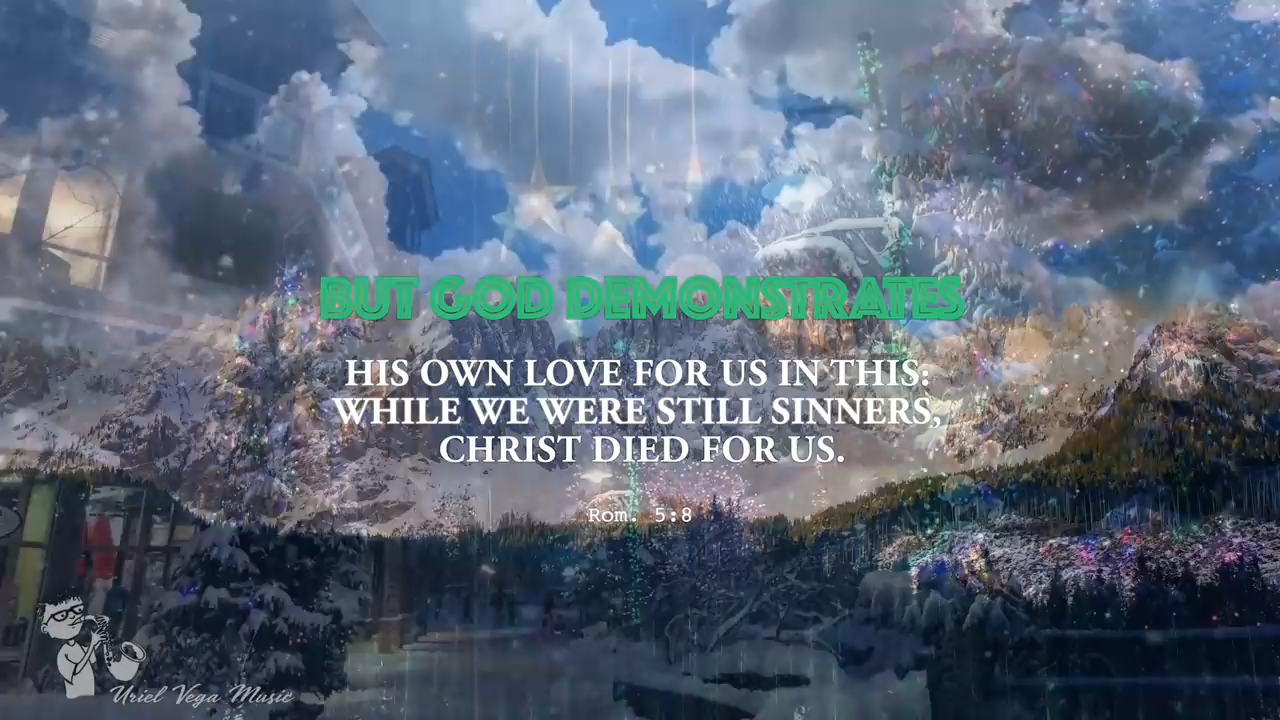 BUT GOD DEMONSTRATES
HIS OWN LOVE FOR US IN THIS:
WHILE WE WERE STILL SINNERS,
CHRIST DIED FOR US.
Rom. 5:8
Uriel Vega Music